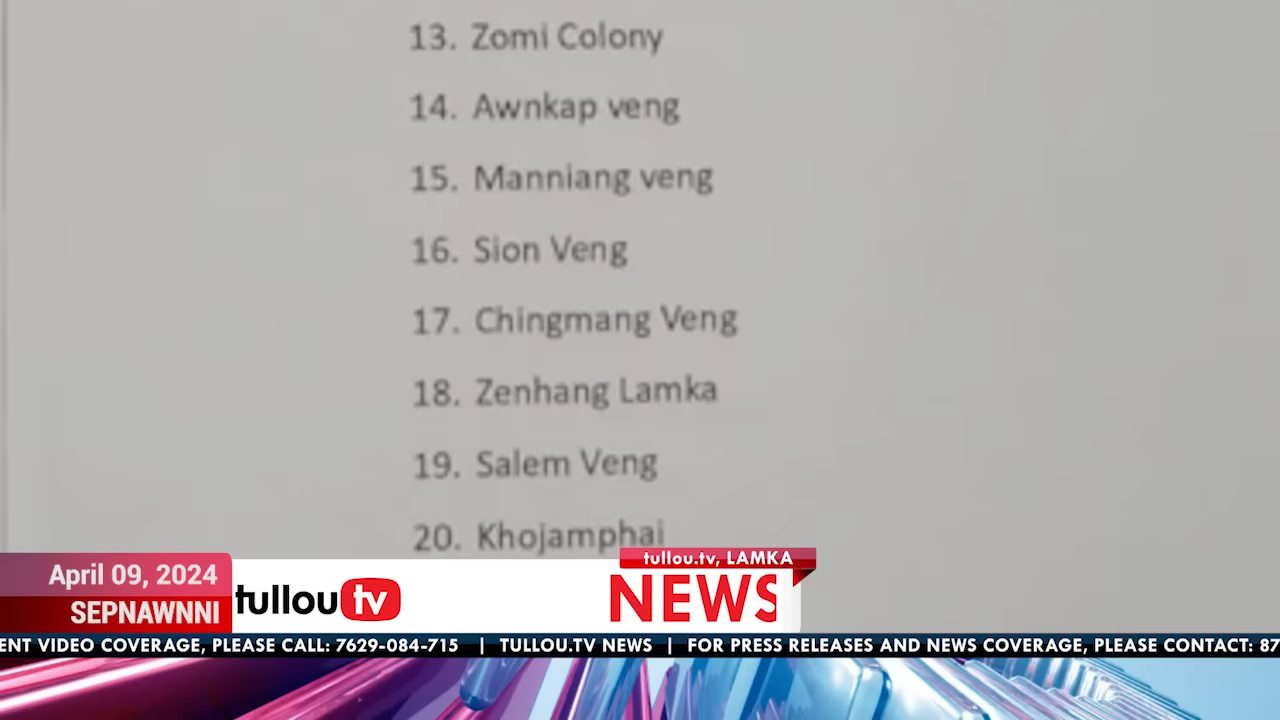 13. Zomi Colony
14. Awnkap veng
15. Manniang veng
16. Sion Veng
17. Chingmang Veng
18. Zenhang Lamka
19. Salem Veng
20. Khojamphai
tullou.tv, LAMKA
April 09, 2024
SEPNAWNNI
tullou tv
NEWS
ENT VIDEO COVERAGE, PLEASE CALL: 7629-084-715 | TULLOU.TV NEWS | FOR PRESS RELEASES AND NEWS COVERAGE, PLEASE CONTACT: 87